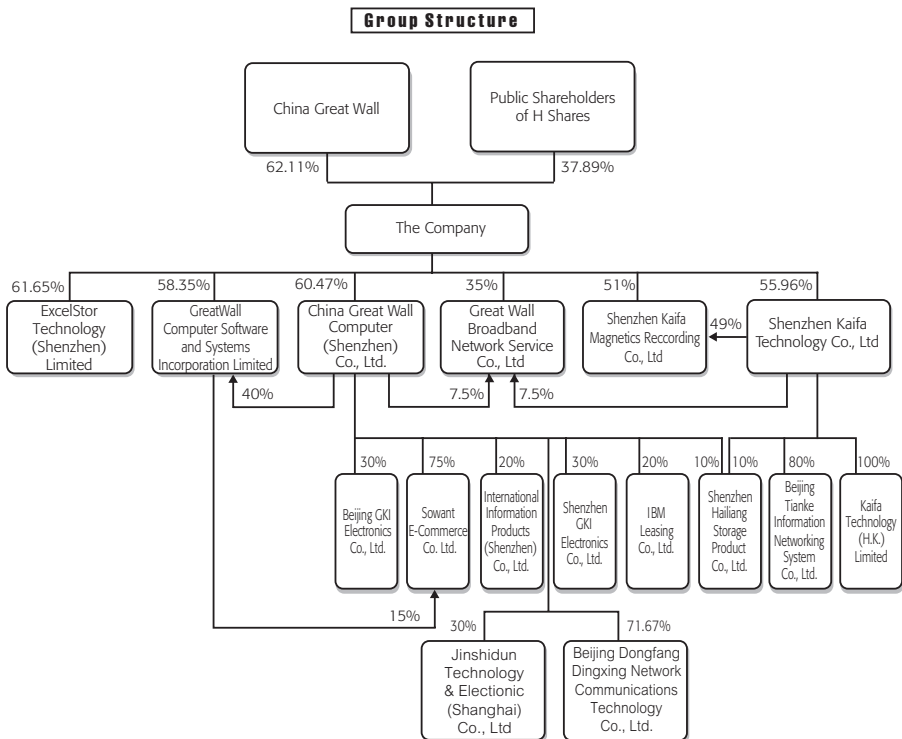 Group Structure
China Great Wall
Public Shareholders
of H Shares
62.11%
37.89%
The Company
61.65%
58.35%
60.47%
35%
51%
55.96%
ExcelStor
Technology
(Shenzhen)
Limited
GreatWall
Computer Software
and Systems
Incorporation Limited
China Great Wall
Computer
(Shenzhen)
Co., Ltd.
Great Wall
Broadband
Network Service
Co., Ltd
Shenzhen Kaifa
Magnetics Reccording
Co., Ltd
49%
Shenzhen Kaifa
Technology Co., Ltd
40%
7.5%
7.5%
30%
75%
20%
30%
20%
10%
10%
80%
100%
Beijing GKI
Electronics
Co., Ltd.
Sowant
E-Commerce
Co. Ltd.
International
Information
Products
(Shenzhen)
Co., Ltd.
Shenzhen
GKI
Electronics
Co., Ltd.
IBM
Leasing
Co., Ltd.
Shenzhen
Hailiang
Storage
Product
Co., Ltd.
Beijing
Tianke
Information
Networking
System
Co., Ltd.
Kaifa
Technology
(H.K.)
Limited
15%
30%
71.67%
Jinshidun
Technology
& Electionic
(Shanghai)
Co., Ltd
Beijing Dongfang
Dingxing Network
Communications
Technology
Co., Ltd.